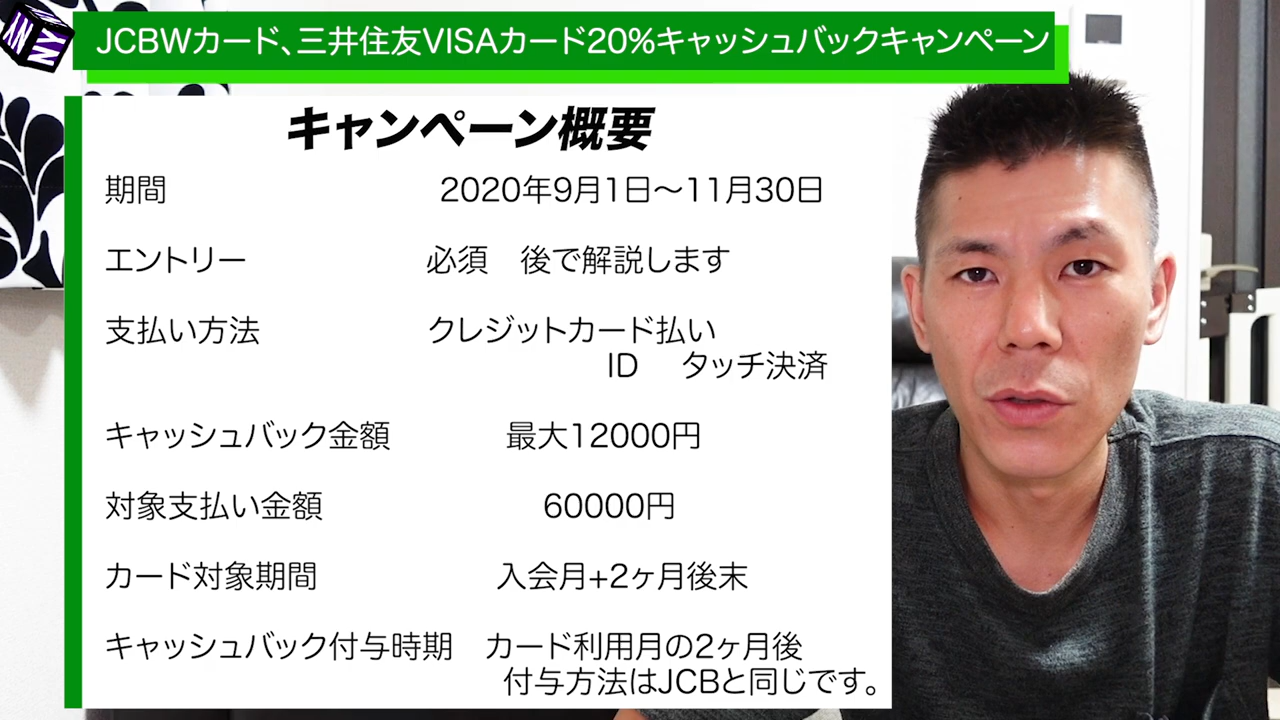 JCBWカード、三井住友VISAカード20%キャッシュバックキャンペーン
キャンペーン概要
期間 2020年9月1日〜11月30日
エントリー 必須 後で解説します
支払い方法 クレジットカード払い
ID タッチ決済
キャッシュバック金額 最大12000円
対象支払い金額 60000円
カード対象期間 入会月+2ヶ月後末
キャッシュバック付与時期 カード利用月の2ヶ月後
付与方法はJCBと同じです。